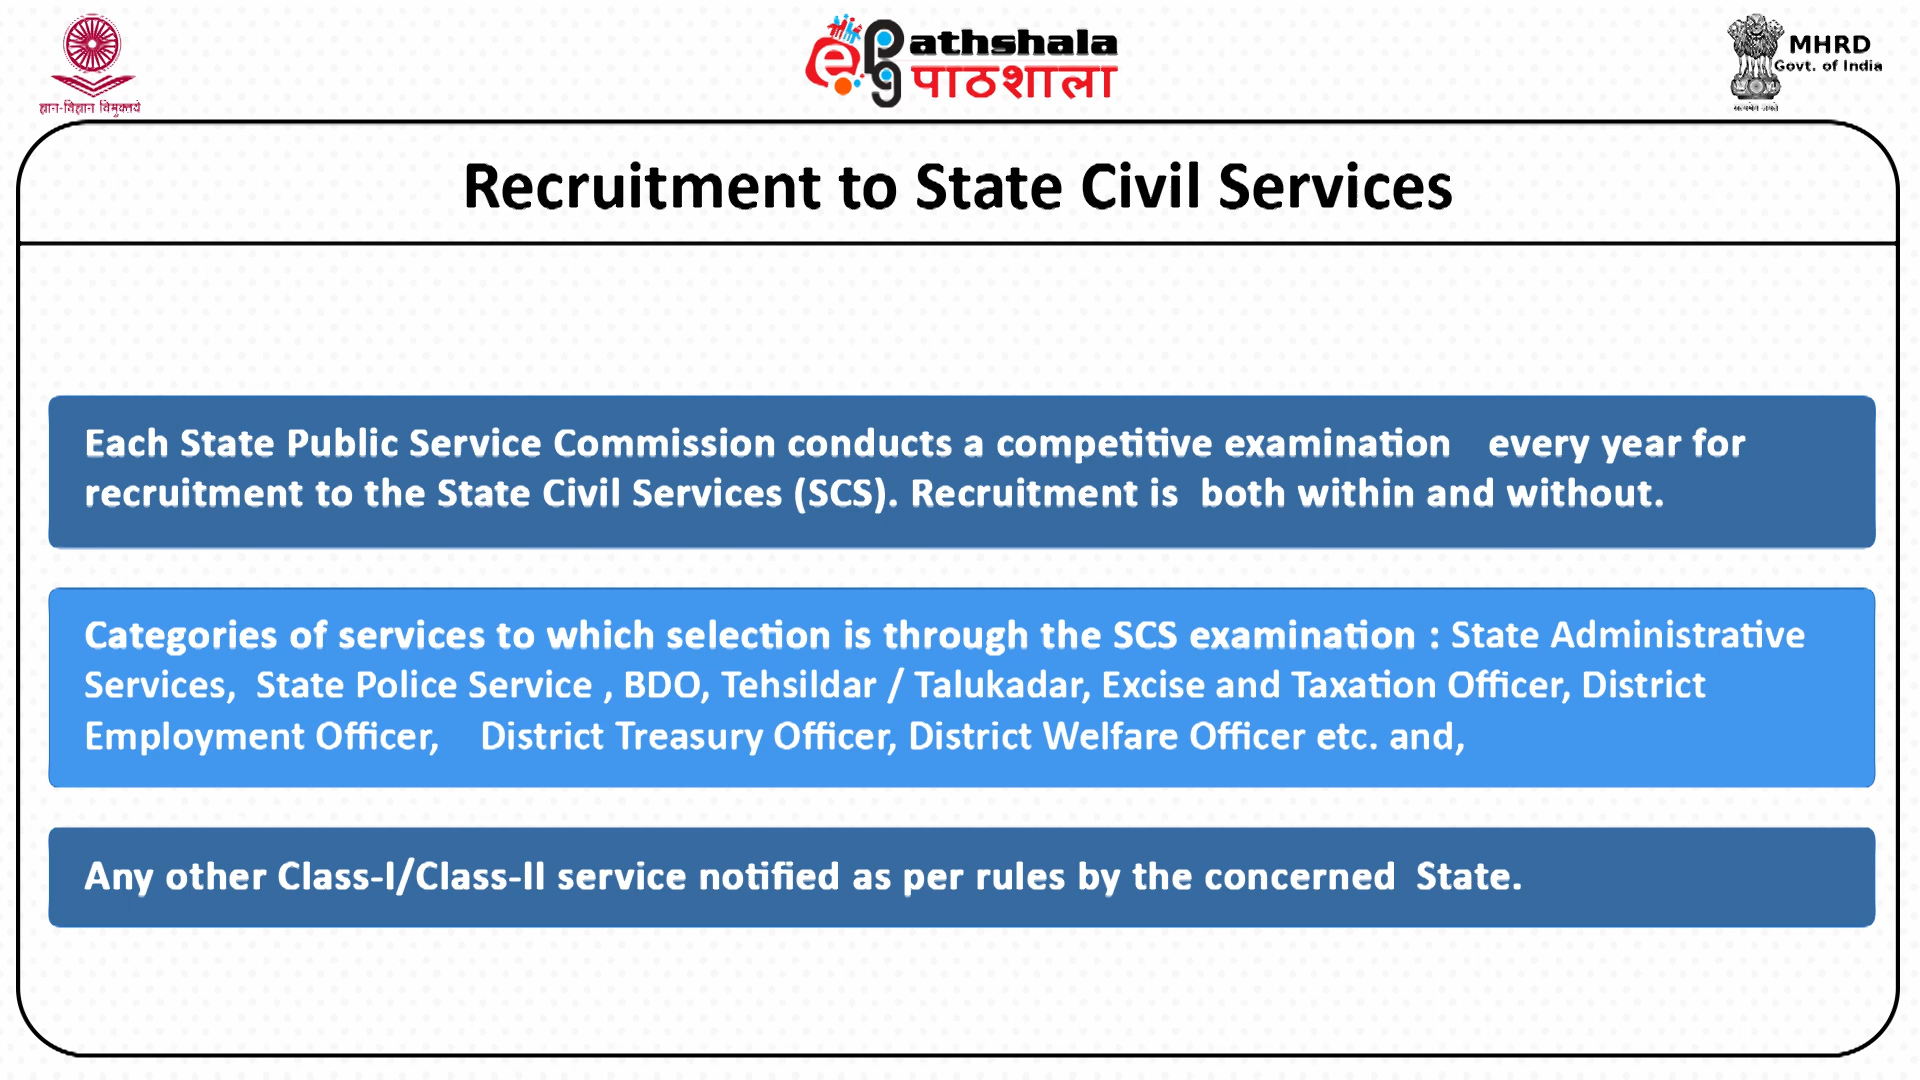 ज्ञान-विज्ञान विमुक्तये
epg athshala
पाठशाला
MHRD
Govt. of India
सत्यमेव जयते
Recruitment to State Civil Services
Each State Public Service Commission conducts a competitive examination every year for
recruitment to the State Civil Services (SCS). Recruitment is both within and without.
Categories of services to which selection is through the SCS examination : State Administrative
Services, State Police Service , BDO, Tehsildar / Talukadar, Excise and Taxation Officer, District
Employment Officer, District Treasury Officer, District Welfare Officer etc. and,
Any other Class-I/Class-II service notified as per rules by the concerned State.